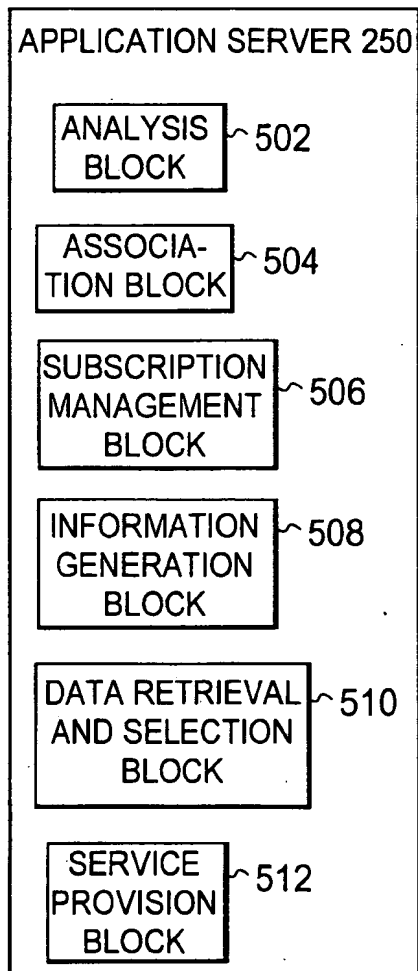 APPLICATION SERVER 250
ANALYSIS
BLOCK
502
ASSOCIA-
TION BLOCK
504
SUBSCRIPTION
MANAGEMENT
BLOCK
506
INFORMATION
GENERATION
BLOCK
508
DATA RETRIEVAL
AND SELECTION
BLOCK
510
SERVICE
PROVISION
BLOCK
512